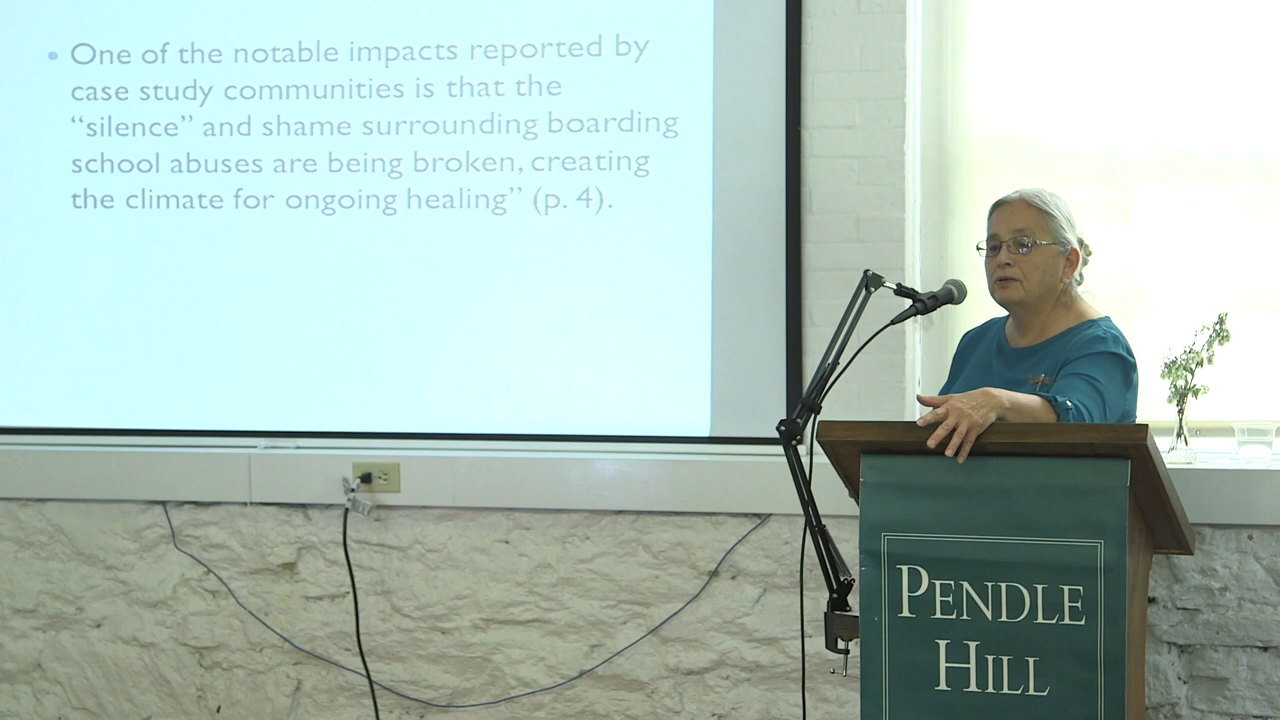 • One of the notable impacts reported by
case study communities is that the
“silence” and shame surrounding boarding
school abuses are being broken, creating
the climate for ongoing healing” (p. 4).
PENDLE
HILL